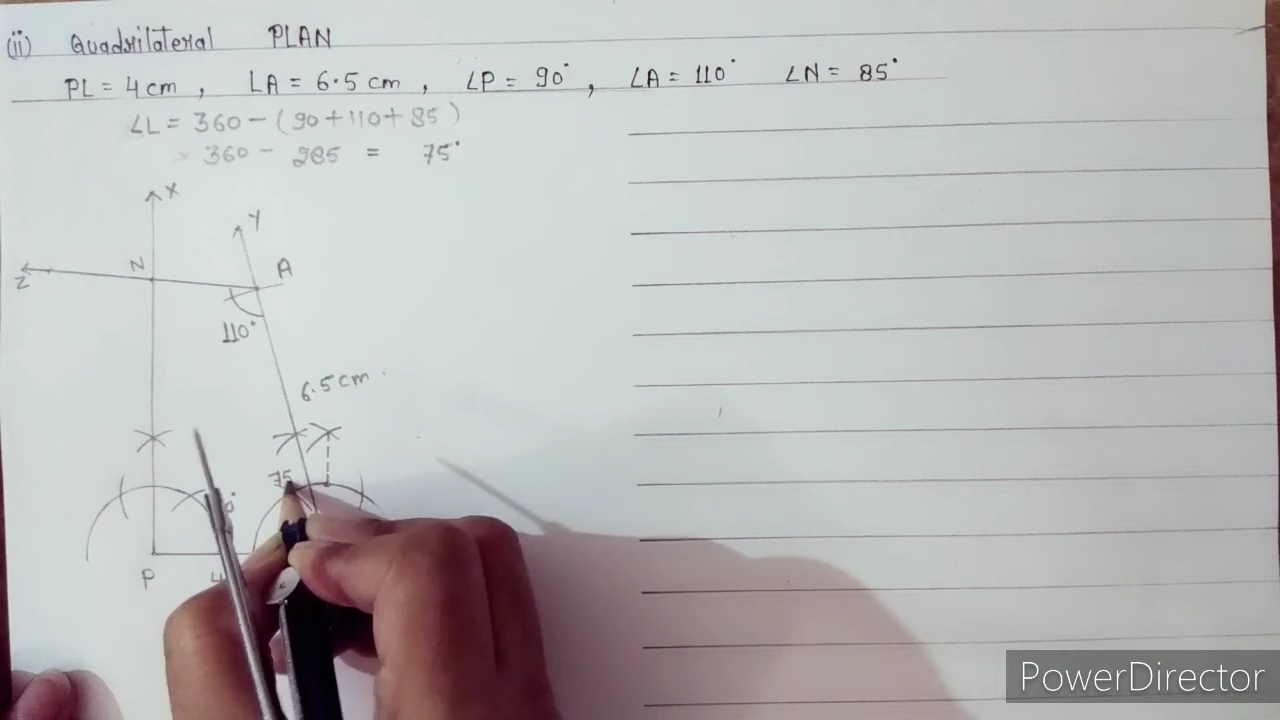 (ii) Quadrilateral PLAN
PL = 4 cm , LA = 6.5 cm , ∠P = 90° , ∠A = 110° ∠N = 85°
∠L = 360 - (90 + 110 + 85)
360 - 285 = 75°
X
Y
N
A
Z
110°
6.5 cm
75
P
4
PowerDirector